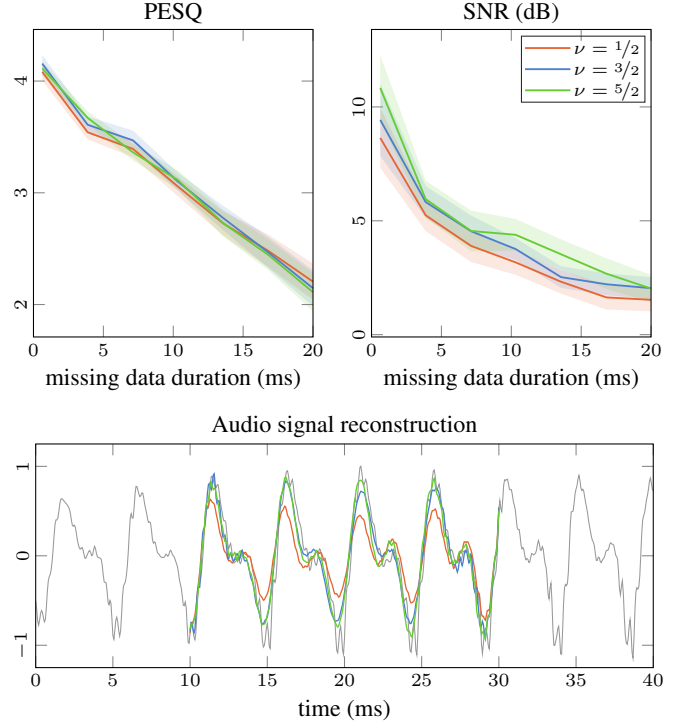 PESQ
SNR (dB)
ν = 1/2
ν = 3/2
ν = 5/2
4
3
2
10
5
0
0 5 10 15 20
0 5 10 15 20
missing data duration (ms)
missing data duration (ms)
Audio signal reconstruction
1
0
−1
0 5 10 15 20 25 30 35 40
time (ms)